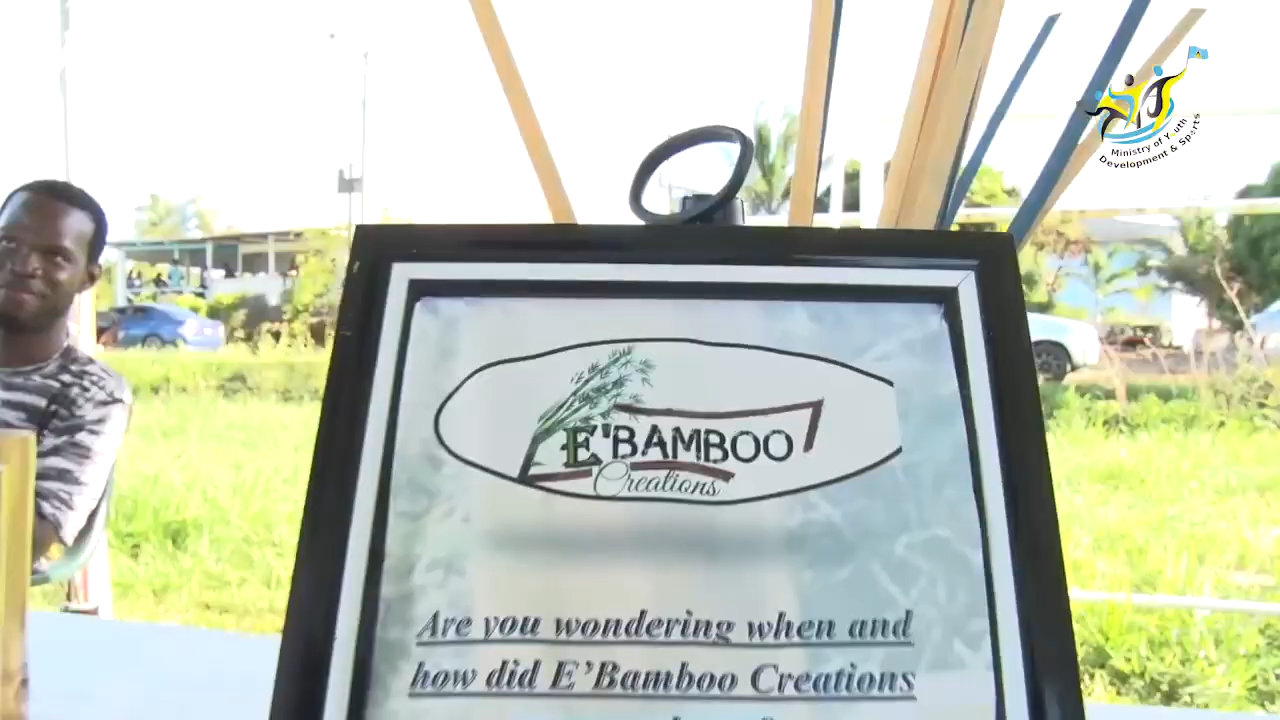 Ministry of Youth
Development & Sports
E'BAMBOO
Creations
Are you wondering when and
how did E'Bamboo Creations